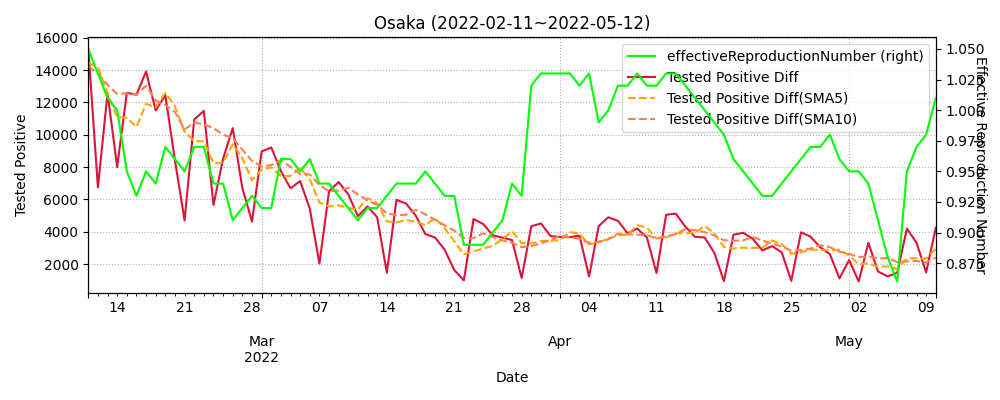 Osaka (2022-02-11~2022-05-12)
effectiveReproductionNumber (right)
Tested Positive Diff
Tested Positive Diff(SMA5)
Tested Positive Diff(SMA10)
Tested Positive
16000
14000
12000
10000
8000
6000
4000
2000
1.050
1.025
1.000
0.975
0.950
0.925
0.900
0.875
Effective Reproduction Number
14 21 28 07 14 21 28 04 11 18 25 02 09
Mar Apr May
2022
Date